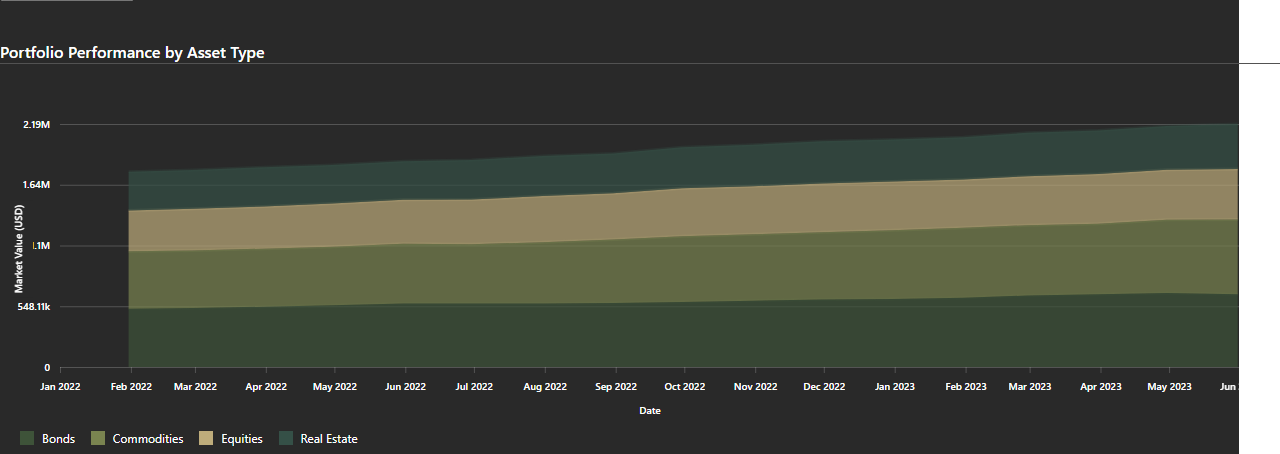 Portfolio Performance by Asset Type
2.19M
1.64M
.1M
548.11k
0
Market Value (USD)
Jan 2022 Feb 2022 Mar 2022 Apr 2022 May 2022 Jun 2022 Jul 2022 Aug 2022 Sep 2022 Oct 2022 Nov 2022 Dec 2022 Jan 2023 Feb 2023 Mar 2023 Apr 2023 May 2023 Jun
Date
Bonds Commodities Equities Real Estate